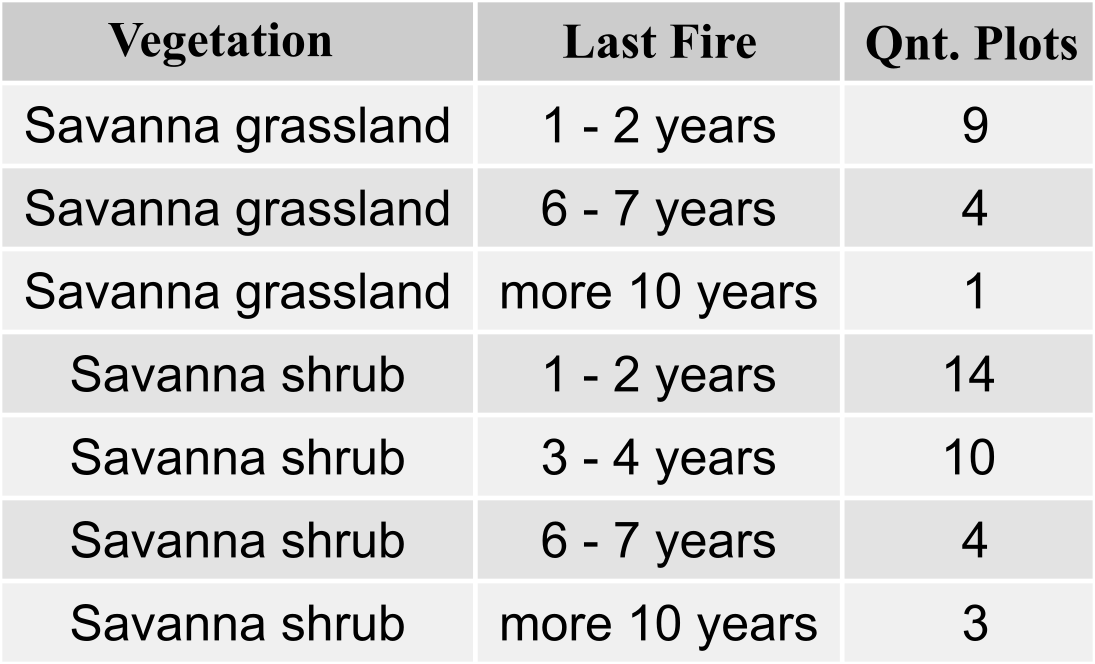 Vegetation Last Fire Qnt. Plots
Savanna grassland 1 - 2 years 9
Savanna grassland 6 - 7 years 4
Savanna grassland more 10 years 1
Savanna shrub 1 - 2 years 14
Savanna shrub 3 - 4 years 10
Savanna shrub 6 - 7 years 4
Savanna shrub more 10 years 3